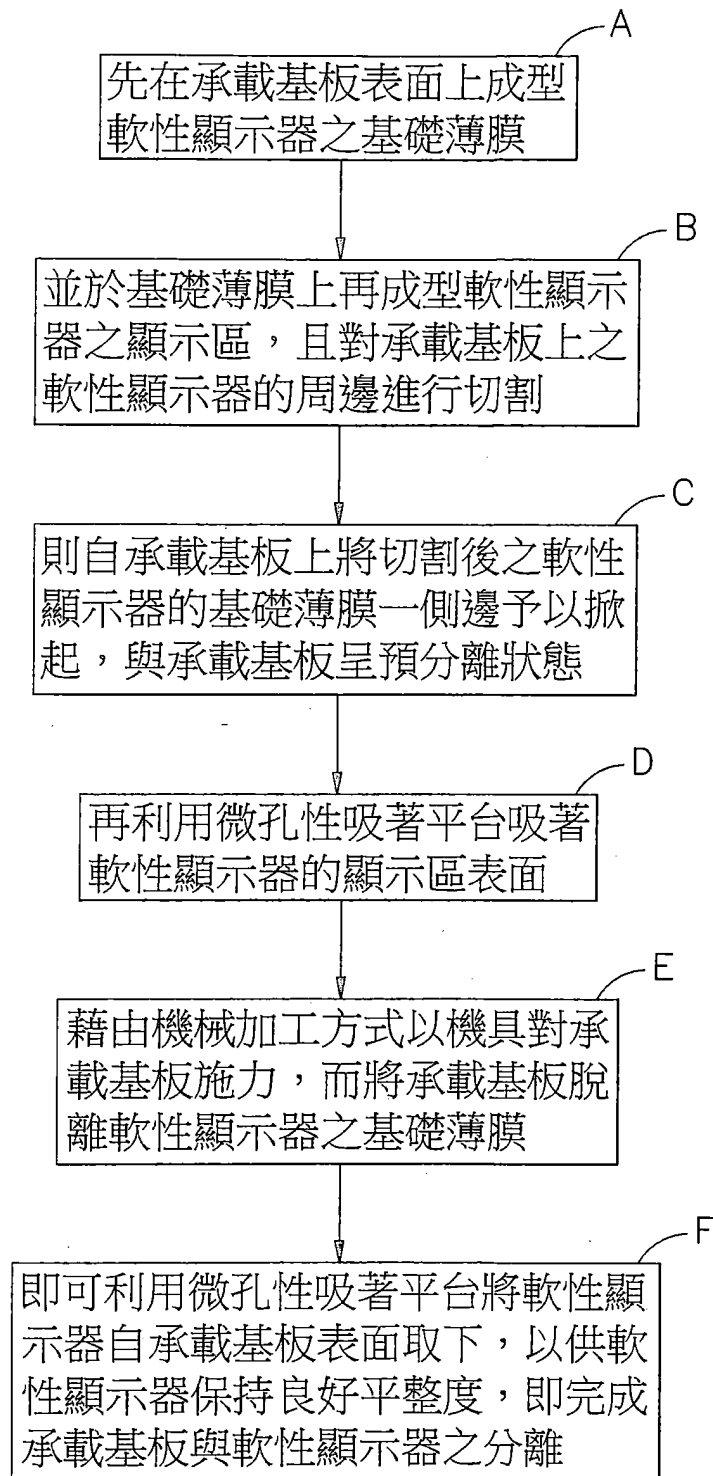 A
先在承載基板表面上成型
軟性顯示器之基礎薄膜
B
並於基礎薄膜上再成型軟性顯示
器之顯示區，且對承載基板上之
軟性顯示器的周邊進行切割
C
則自承載基板上將切割後之軟性
顯示器的基礎薄膜一側邊予以掀
起，與承載基板呈預分離狀態
D
再利用微孔性吸著平台吸著
軟性顯示器的顯示區表面
E
藉由機械加工方式以機具對承
載基板施力，而將承載基板脫
離軟性顯示器之基礎薄膜
F
即可利用微孔性吸著平台將軟性顯
示器自承載基板表面取下，以供軟
性顯示器保持良好平整度，即完成
承載基板與軟性顯示器之分離